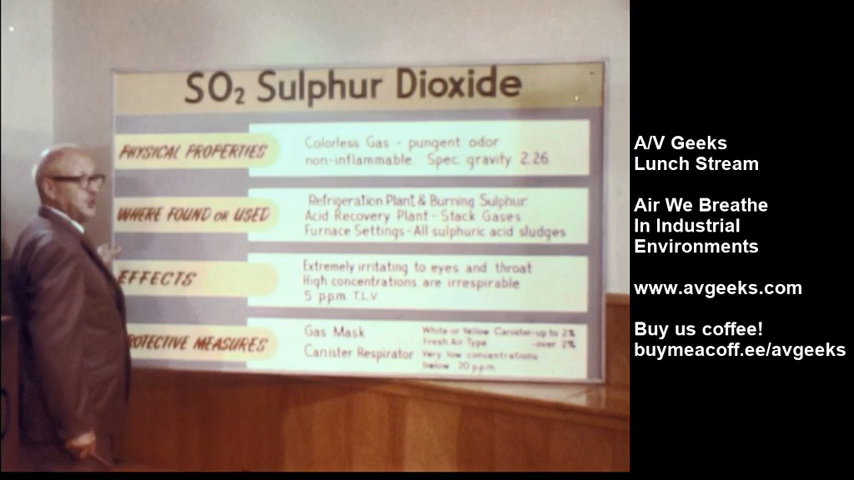 SO2 Sulphur Dioxide
PHYSICAL PROPERTIES
Colorless Gas - pungent odor
non-inflammable. Spec. gravity 2.26
WHERE FOUND OR USED
Refrigeration Plant & Burning Sulphur
Acid Recovery Plant - Stack Gases
Furnace Settings - All sulphuric acid sludges
EFFECTS
Extremely irritating to eyes and throat
High concentrations are irrespirable
5 p.p.m. T.L.V.
ROTECTIVE MEASURES
Gas Mask
White or Yellow Canister-up to 2%
Fresh Air Type -over 2%
Canister Respirator
Very low concentrations
below 20 p.p.m.
A/V Geeks
Lunch Stream
Air We Breathe
In Industrial
Environments
www.avgeeks.com
Buy us coffee!
buymeacoff.ee/avgeeks